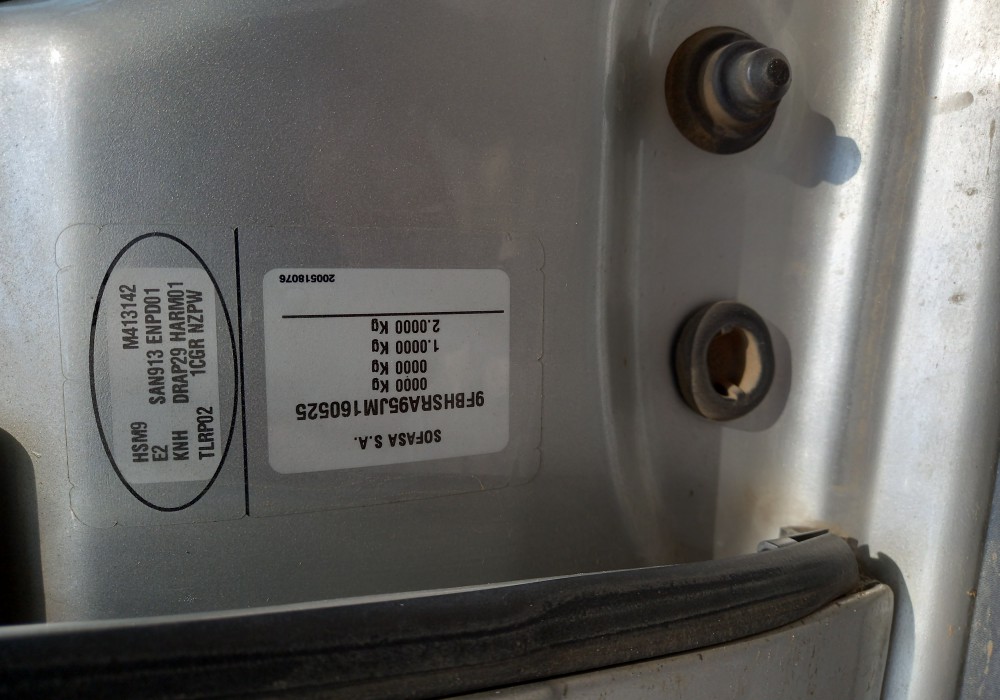 SOFASA S.A.
9FBHSRA95JM160525
0000 Kg
0000 Kg
1.0000 Kg
2.0000 Kg
200518076
HSM9 M413142
E2 SAN913 ENPD01
KNH DRAP29 HARM01
TLRP02 1CGR NZPW